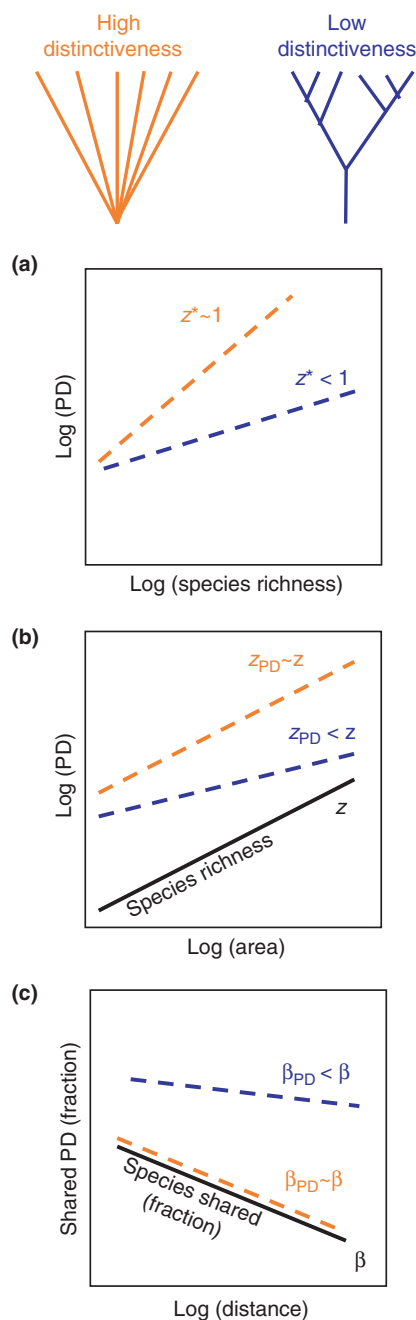 High
distinctiveness
Low
distinctiveness
(a)
z*~1
z* < 1
Log (PD)
Log (species richness)
(b)
zPD~z
zPD < z
z
Species richness
Log (PD)
Log (area)
(c)
βPD < β
βPD~β
Species shared
(fraction)
β
Shared PD (fraction)
Log (distance)